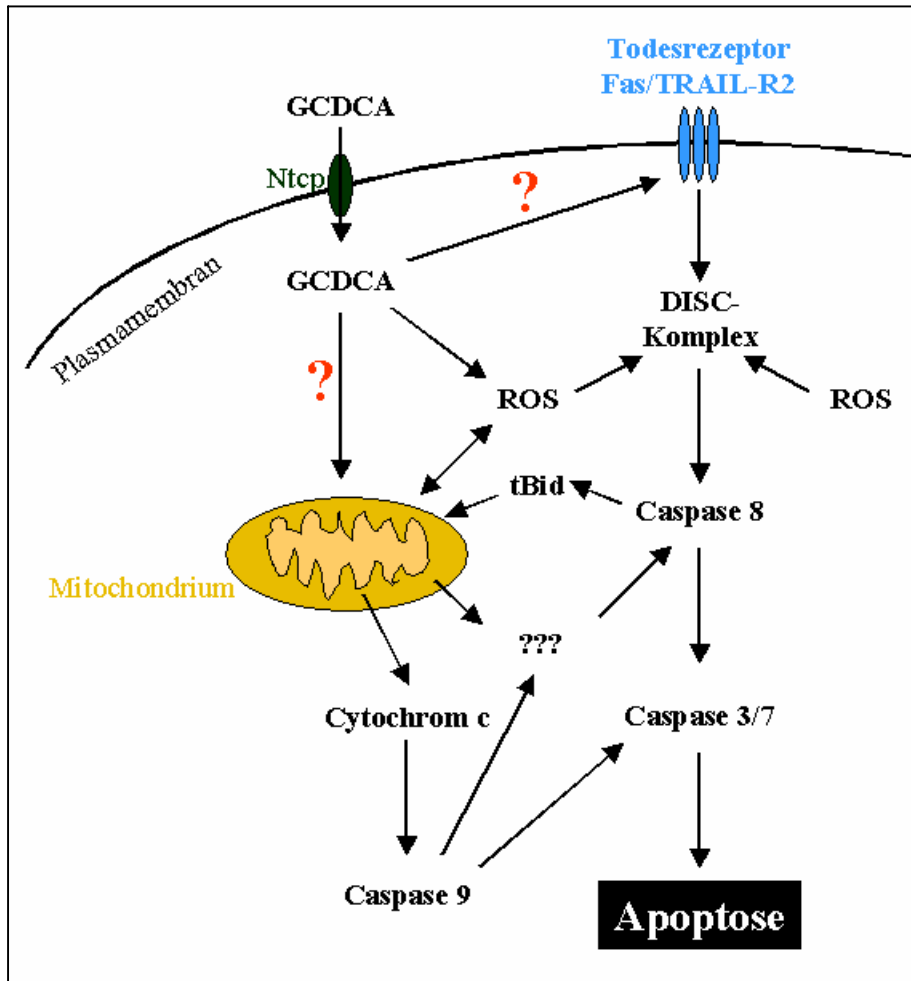 Todesrezeptor
Fas/TRAIL-R2
GCDCA
Ntcp
?
Plasmamembran
GCDCA
DISC-
Komplex
?
ROS
ROS
tBid
Caspase 8
Mitochondrium
???
Cytochrom c
Caspase 3/7
Caspase 9
Apoptose